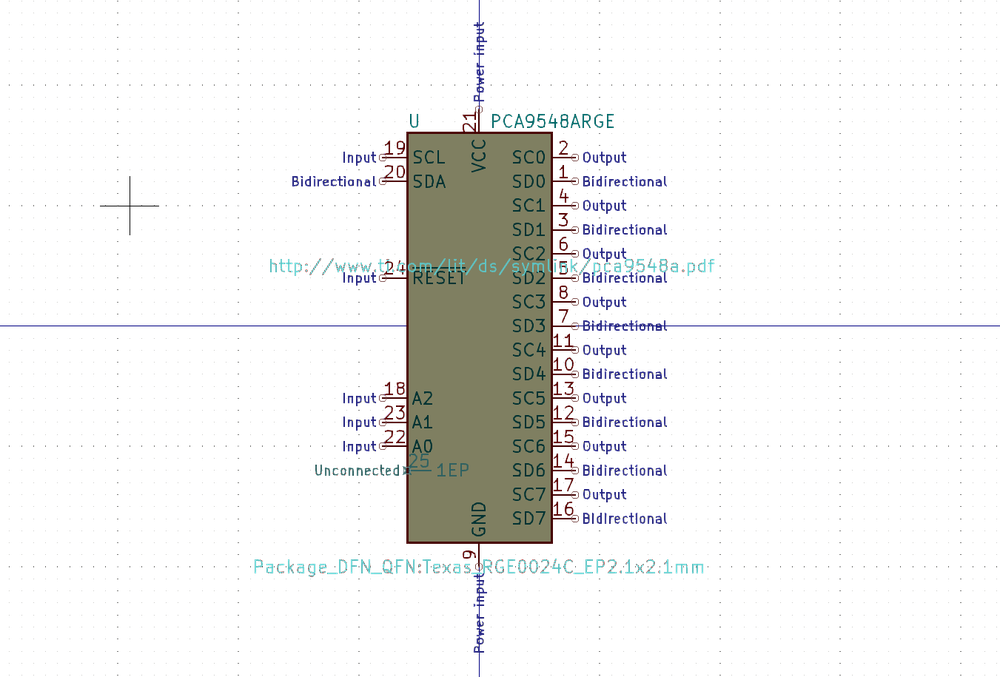 Power input
21
U PCA9548ARGE
VCC
Input 19 SCL SC0 2 Output
Bidirectional 20 SDA SD0 1 Bidirectional
SC1 4 Output
SD1 3 Bidirectional
SC2 6 Output
http://www.ti.com/lit/ds/symlink/pca9548a.pdf
Input 24 RESET SD2 5 Bidirectional
SC3 8 Output
SD3 7 Bidirectional
SC4 11 Output
SD4 10 Bidirectional
Input 18 A2 SC5 13 Output
Input 23 A1 SD5 12 Bidirectional
Input 22 A0 SC6 15 Output
Unconnected 25 1EP SD6 14 Bidirectional
SC7 17 Output
SD7 16 Bidirectional
GND
9
Package_DFN_QFN:Texas_RGE0024C_EP2.1x2.1mm
Power input